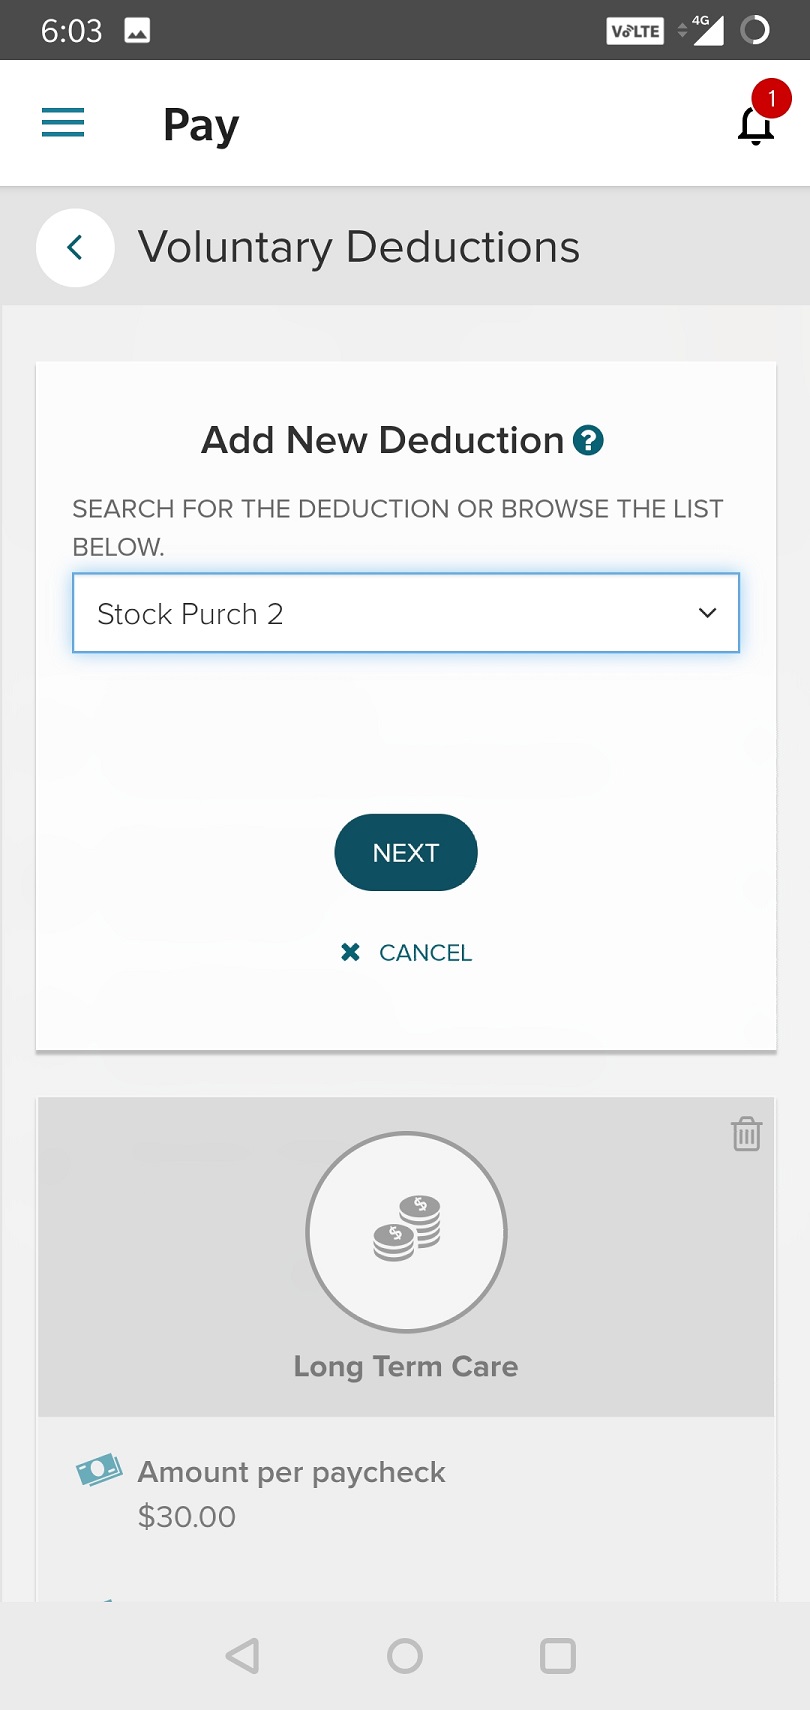 6:03
VoLTE
4G
Pay
1
Voluntary Deductions
Add New Deduction ?
SEARCH FOR THE DEDUCTION OR BROWSE THE LIST
BELOW.
Stock Purch 2
NEXT
CANCEL
$
$
Long Term Care
Amount per paycheck
$30.00